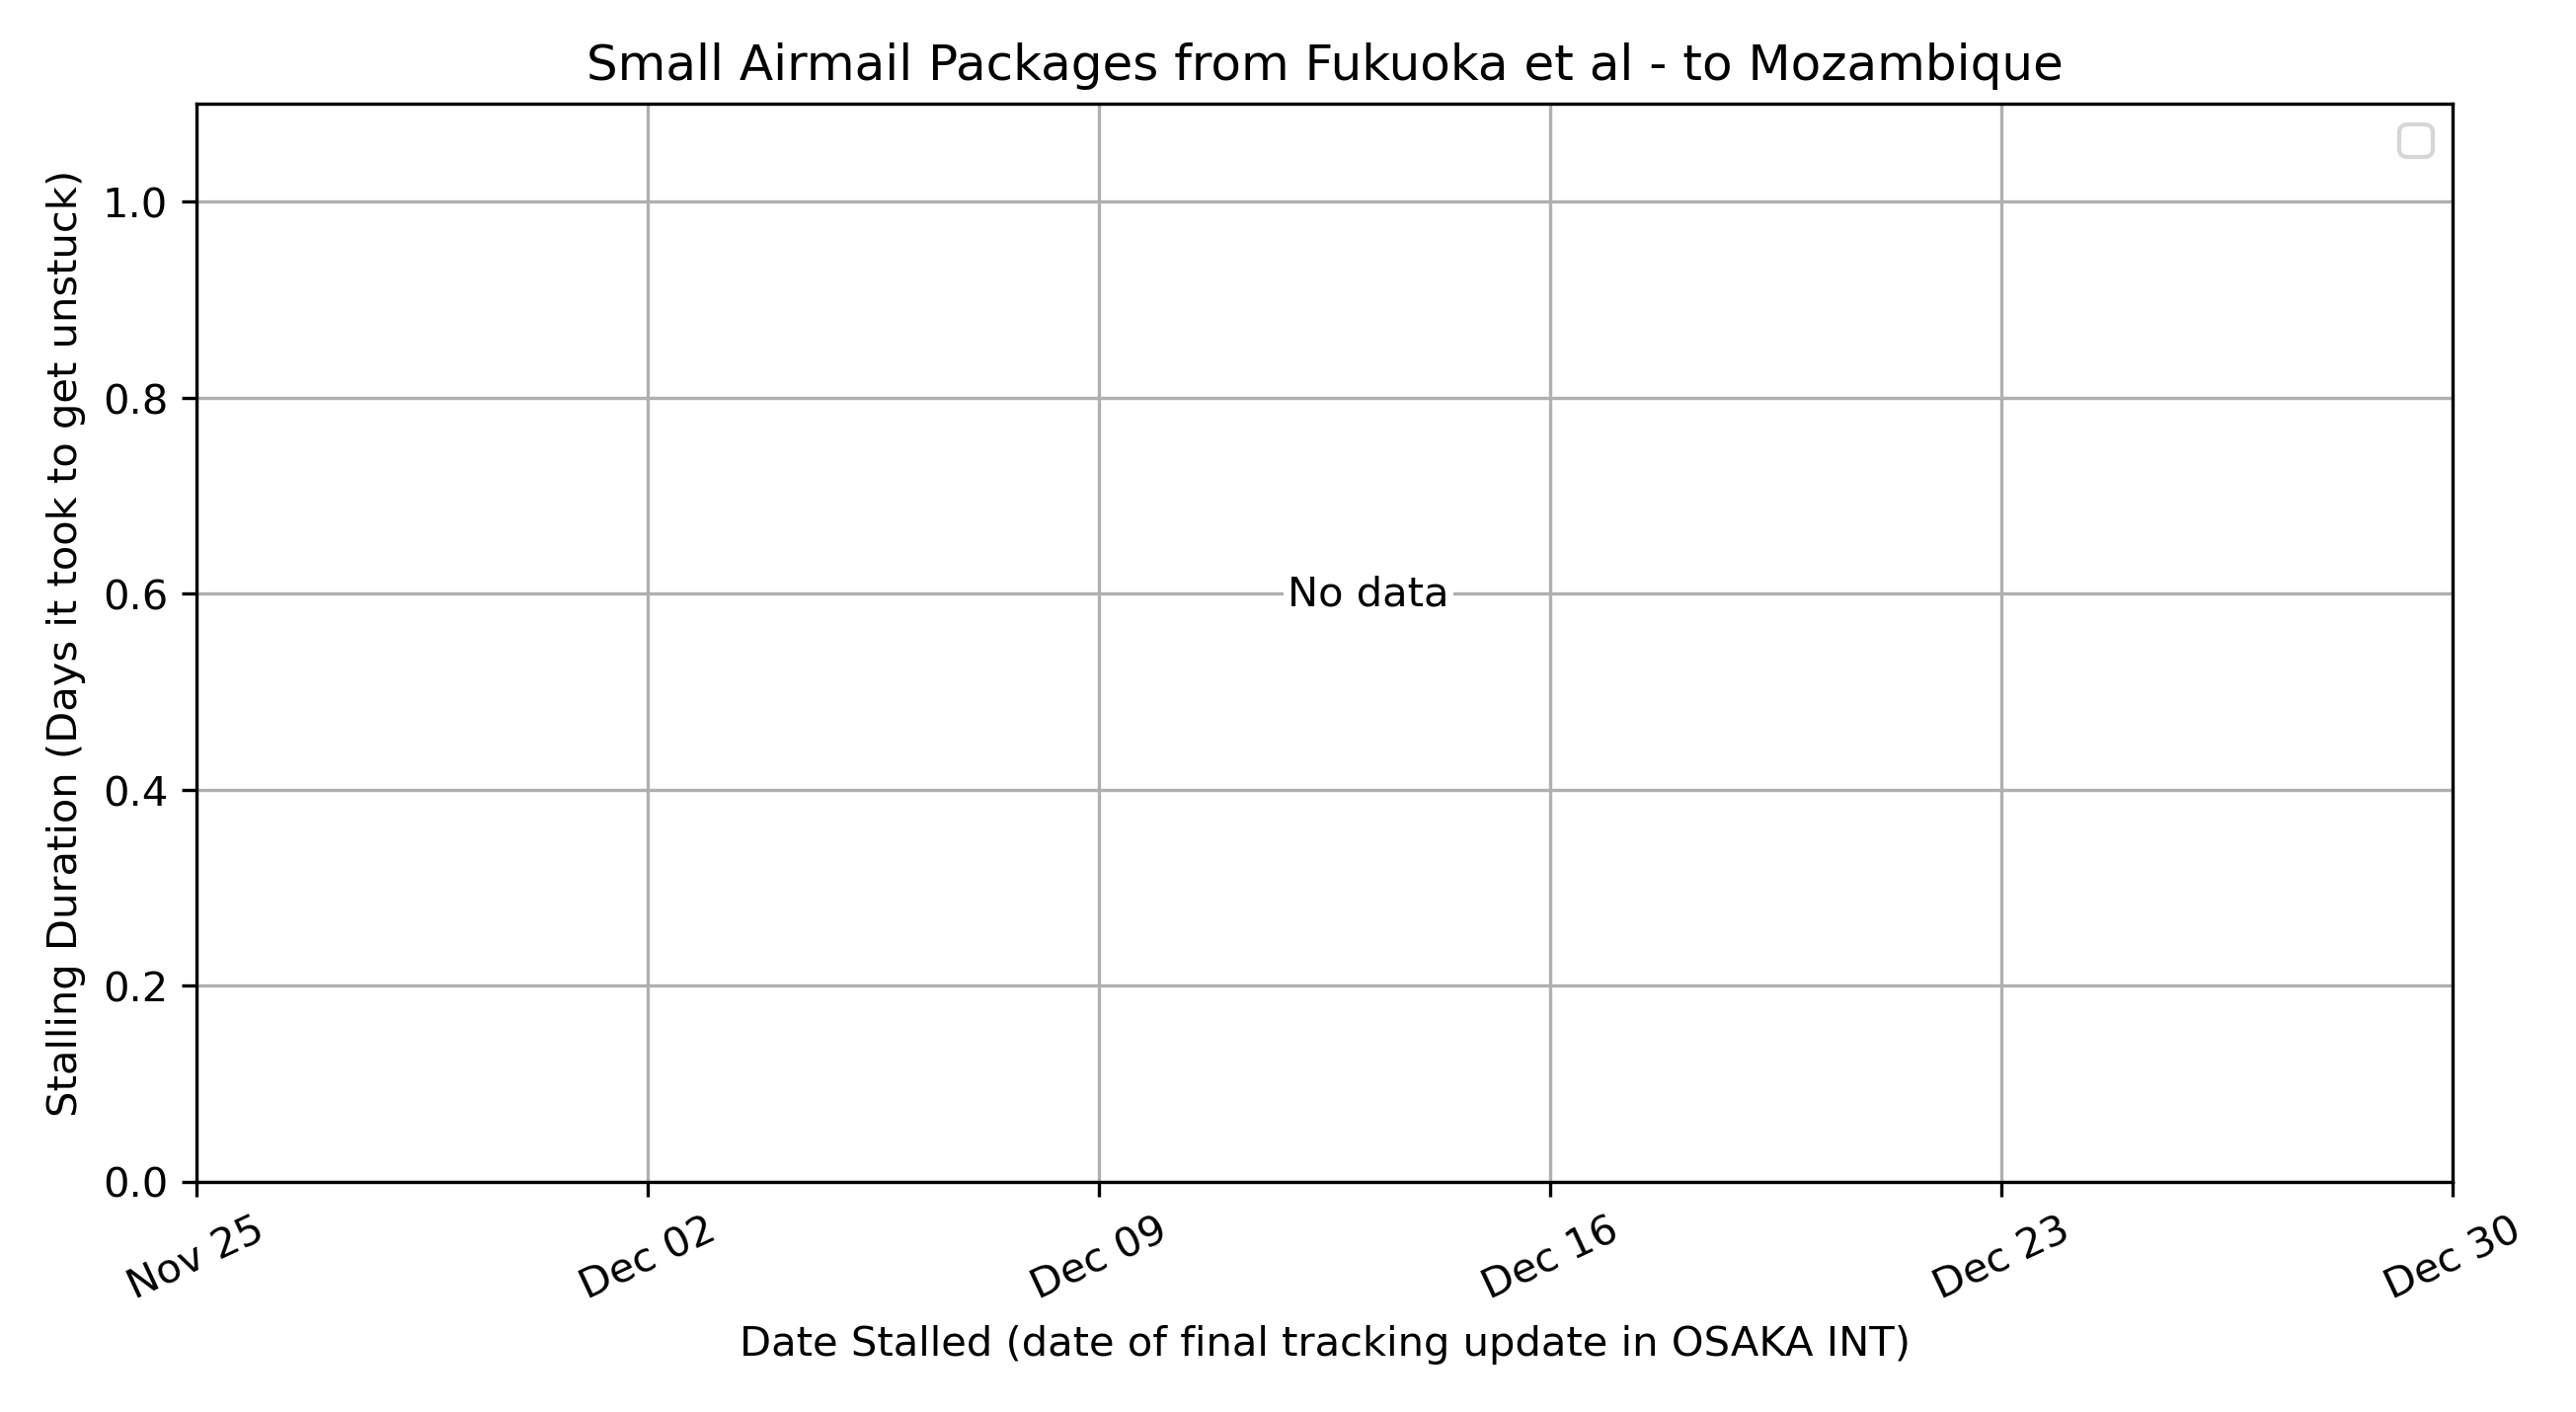 Small Airmail Packages from Fukuoka et al - to Mozambique
Stalling Duration (Days it took to get unstuck)
1.0
0.8
0.6
0.4
0.2
0.0
No data
Nov 25
Dec 02
Dec 09
Dec 16
Dec 23
Dec 30
Date Stalled (date of final tracking update in OSAKA INT)